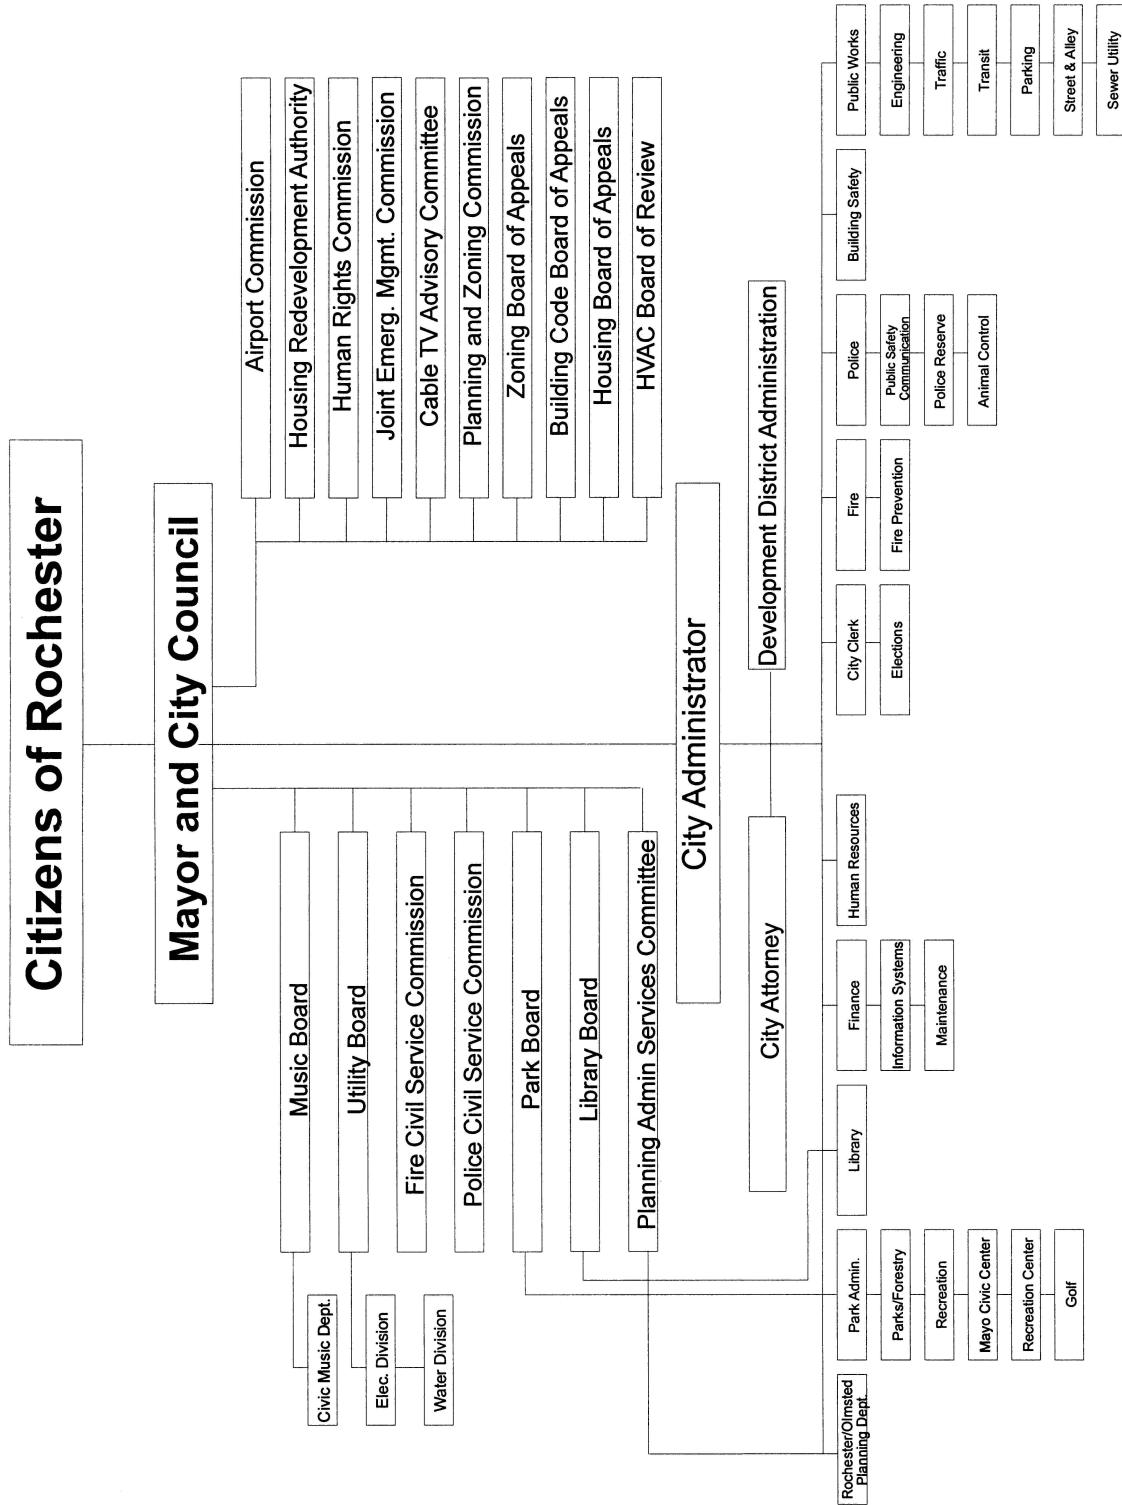 Citizens of Rochester
Mayor and City Council
Music Board
Civic Music Dept.
Utility Board
Elec. Division
Water Division
Fire Civil Service Commission
Police Civil Service Commission
Park Board
Library Board
Planning Admin Services Committee
Airport Commission
Housing Redevelopment Authority
Human Rights Commission
Joint Emerg. Mgmt. Commission
Cable TV Advisory Committee
Planning and Zoning Commission
Zoning Board of Appeals
Building Code Board of Appeals
Housing Board of Appeals
HVAC Board of Review
City Administrator
City Attorney
Development District Administration
Rochester/Olmsted
Planning Dept.
Park Admin.
Parks/Forestry
Recreation
Mayo Civic Center
Recreation Center
Golf
Library
Finance
Information Systems
Maintenance
Human Resources
City Clerk
Elections
Fire
Fire Prevention
Police
Public Safety
Communication
Police Reserve
Animal Control
Building Safety
Public Works
Engineering
Traffic
Transit
Parking
Street & Alley
Sewer Utility